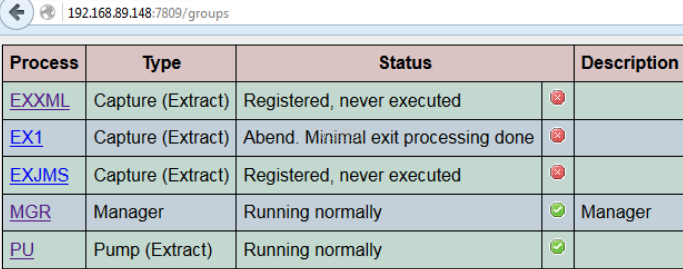 192.168.89.148:7809/groups
Process Type Status Description
EXXML Capture (Extract) Registered, never executed
EX1 Capture (Extract) Abend. Minimal exit processing done
EXJMS Capture (Extract) Registered, never executed
MGR Manager Running normally Manager
PU Pump (Extract) Running normally